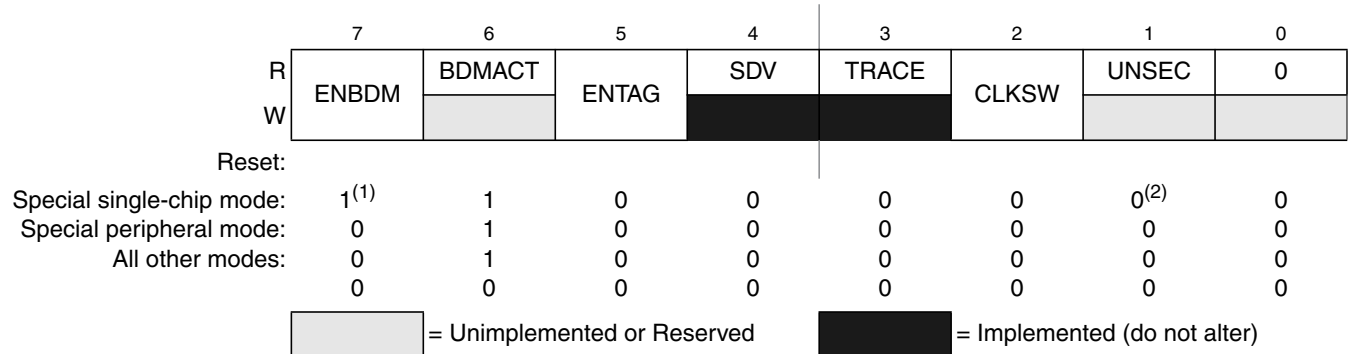 7 6 5 4 3 2 1 0
R ENBDM BDMACT ENTAG SDV TRACE CLKSW UNSEC 0
W
Reset:
Special single-chip mode: 1(1) 1 0 0 0 0 0(2) 0
Special peripheral mode: 0 1 0 0 0 0 0 0
All other modes: 0 1 0 0 0 0 0 0
0 0 0 0 0 0 0 0
= Unimplemented or Reserved = Implemented (do not alter)